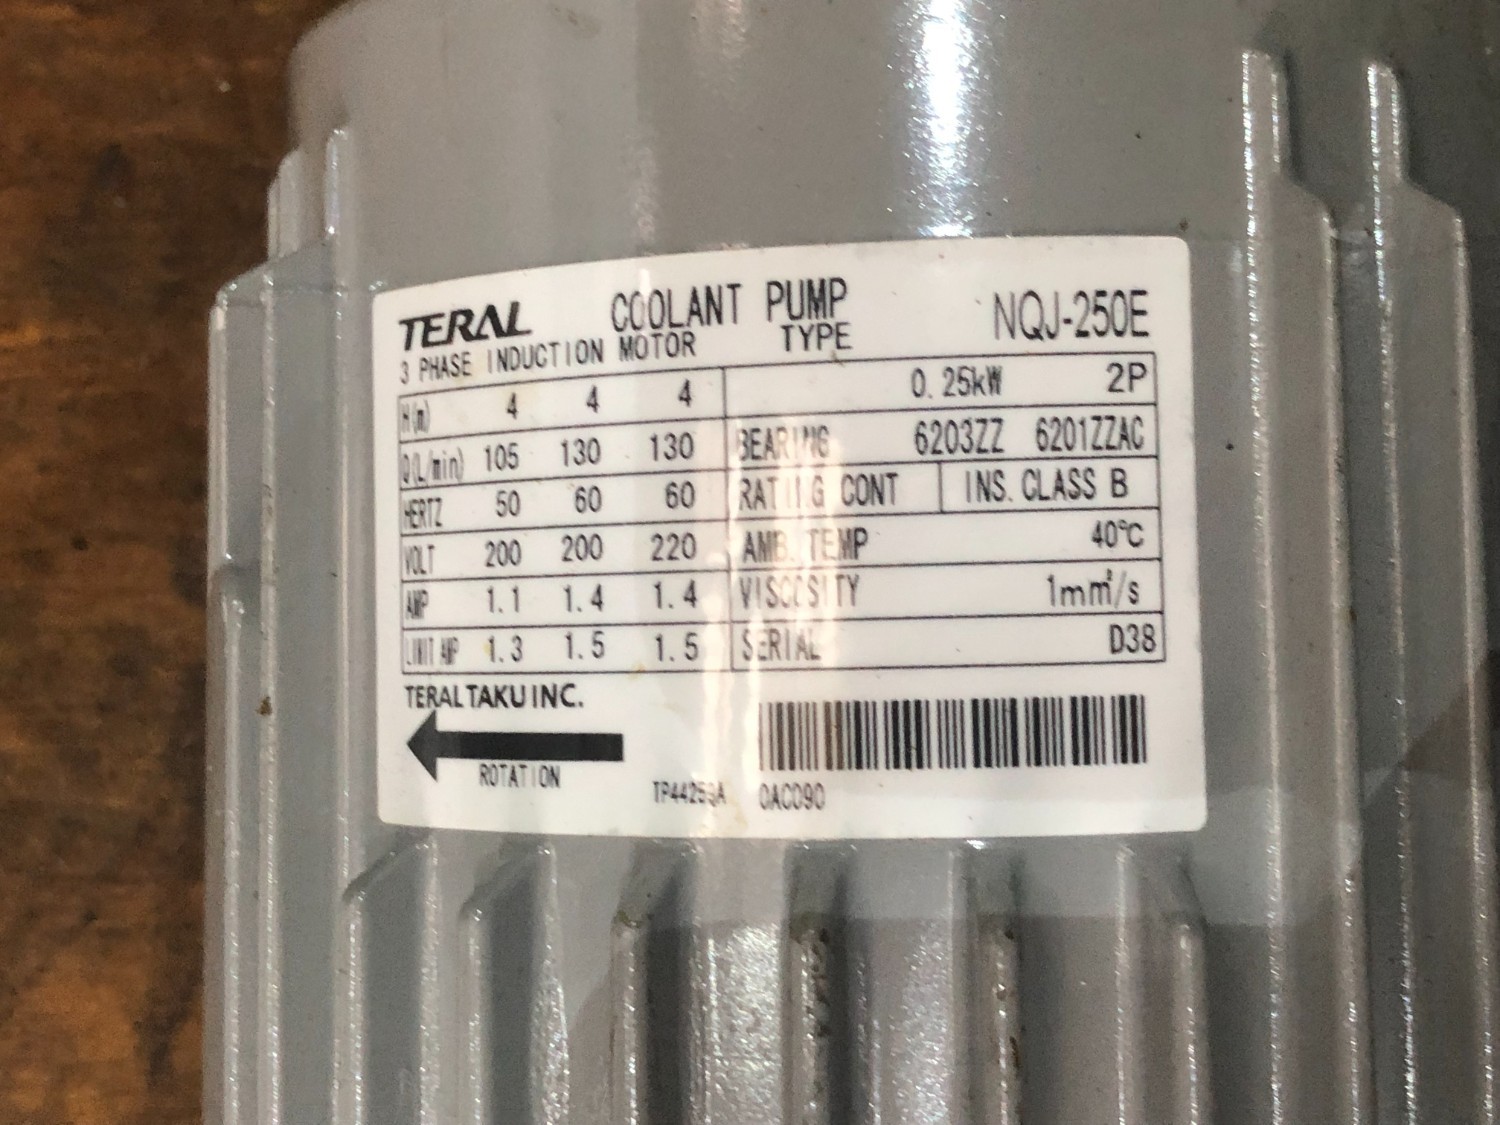 TERAL COOLANT PUMP NQJ-250E
3 PHASE INDUCTION MOTOR TYPE
H(m) 4 4 4 0.25kW 2P
Q(L/min) 105 130 130 BEARING 6203ZZ 6201ZZAC
HERTZ 50 60 60 RATING CONT INS. CLASS B
VOLT 200 200 220 AMB. TEMP 40℃
AMP 1.1 1.4 1.4 VISCOSITY 1mm²/s
LIMIT AMP 1.3 1.5 1.5 SERIAL D38
TERAL TAKU INC.
ROTATION
0AC090